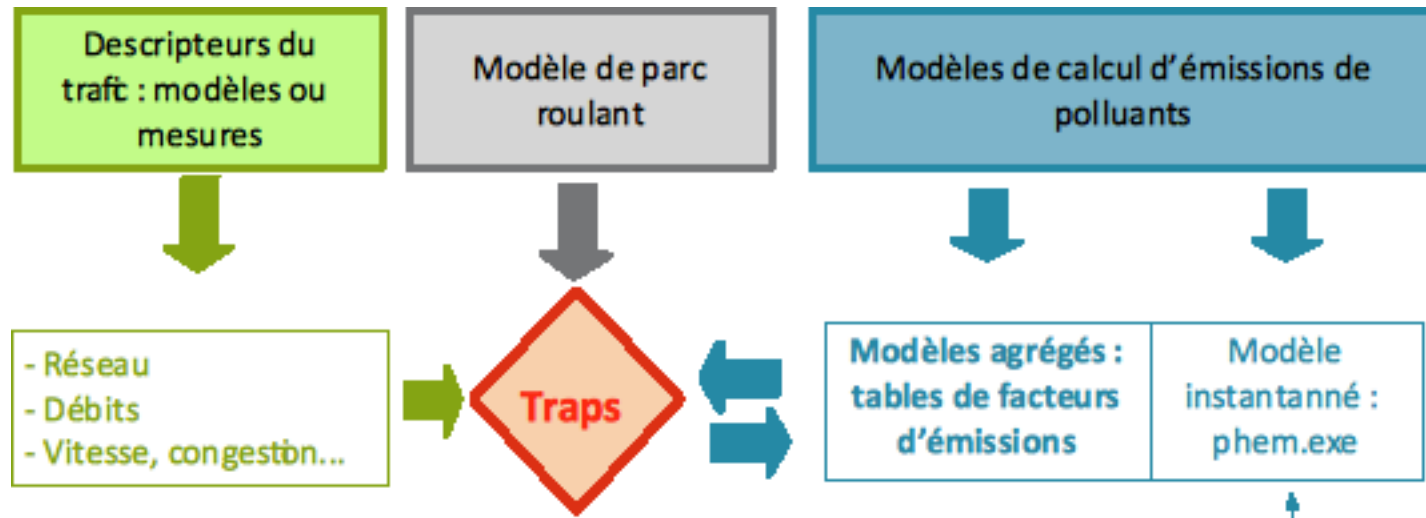 Descripteurs du
trafic : modèles ou
mesures
Modèle de parc
roulant
Modèles de calcul d'émissions de
polluants
- Réseau
- Débits
- Vitesse, congestion...
Traps
Modèles agrégés :
tables de facteurs
d'émissions
Modèle
instantanné :
phem.exe